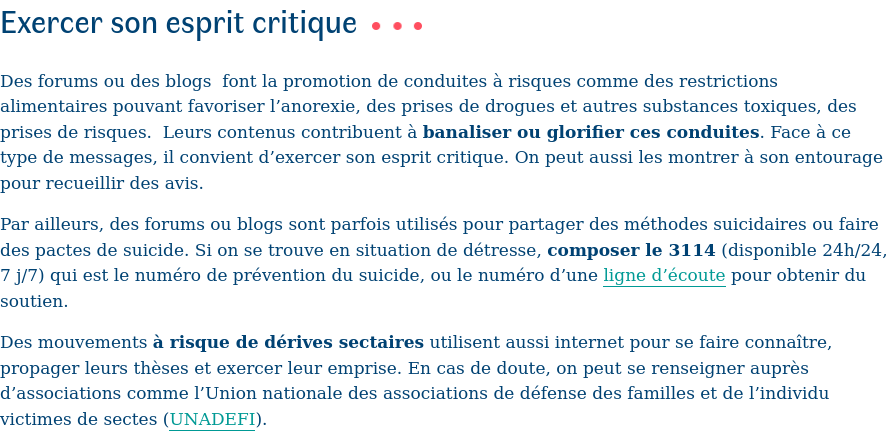 Exercer son esprit critique
Des forums ou des blogs  font la promotion de conduites à risques comme des restrictions
alimentaires pouvant favoriser l’anorexie, des prises de drogues et autres substances toxiques, des
prises de risques.  Leurs contenus contribuent à banaliser ou glorifier ces conduites. Face à ce
type de messages, il convient d’exercer son esprit critique. On peut aussi les montrer à son entourage
pour recueillir des avis.
Par ailleurs, des forums ou blogs sont parfois utilisés pour partager des méthodes suicidaires ou faire
des pactes de suicide. Si on se trouve en situation de détresse, composer le 3114 (disponible 24h/24,
7 j/7) qui est le numéro de prévention du suicide, ou le numéro d’une ligne d’écoute pour obtenir du
soutien.
Des mouvements à risque de dérives sectaires utilisent aussi internet pour se faire connaître,
propager leurs thèses et exercer leur emprise. En cas de doute, on peut se renseigner auprès
d’associations comme l’Union nationale des associations de défense des familles et de l’individu
victimes de sectes (UNADEFI).